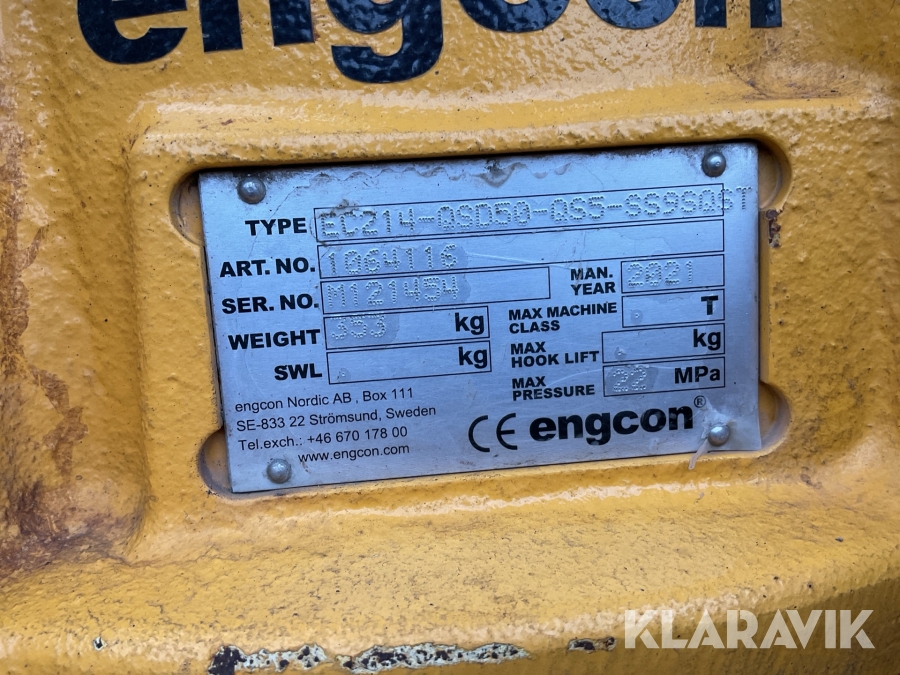 engcon
TYPE EC214-QSD50-QS5-SS9SQST
ART. NO. 1064116
SER. NO. M121454 MAN. YEAR 2021
WEIGHT 353 kg MAX MACHINE CLASS . T
SWL . kg MAX HOOK LIFT . kg
MAX PRESSURE 22 MPa
engcon Nordic AB , Box 111
SE-833 22 Strömsund, Sweden
Tel.exch.: +46 670 178 00
www.engcon.com
CE engcon®
KLARAVIK